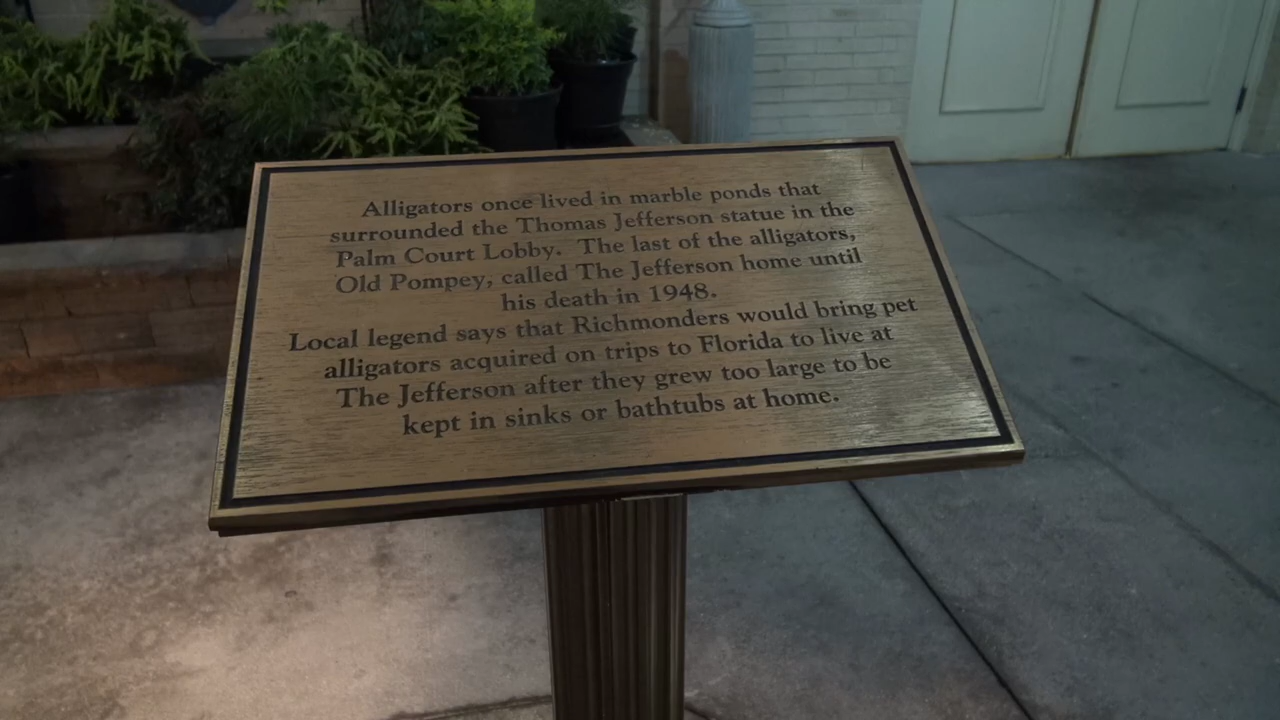 Alligators once lived in marble ponds that
surrounded the Thomas Jefferson statue in the
Palm Court Lobby. The last of the alligators,
Old Pompey, called The Jefferson home until
his death in 1948.
Local legend says that Richmonders would bring pet
alligators acquired on trips to Florida to live at
The Jefferson after they grew too large to be
kept in sinks or bathtubs at home.